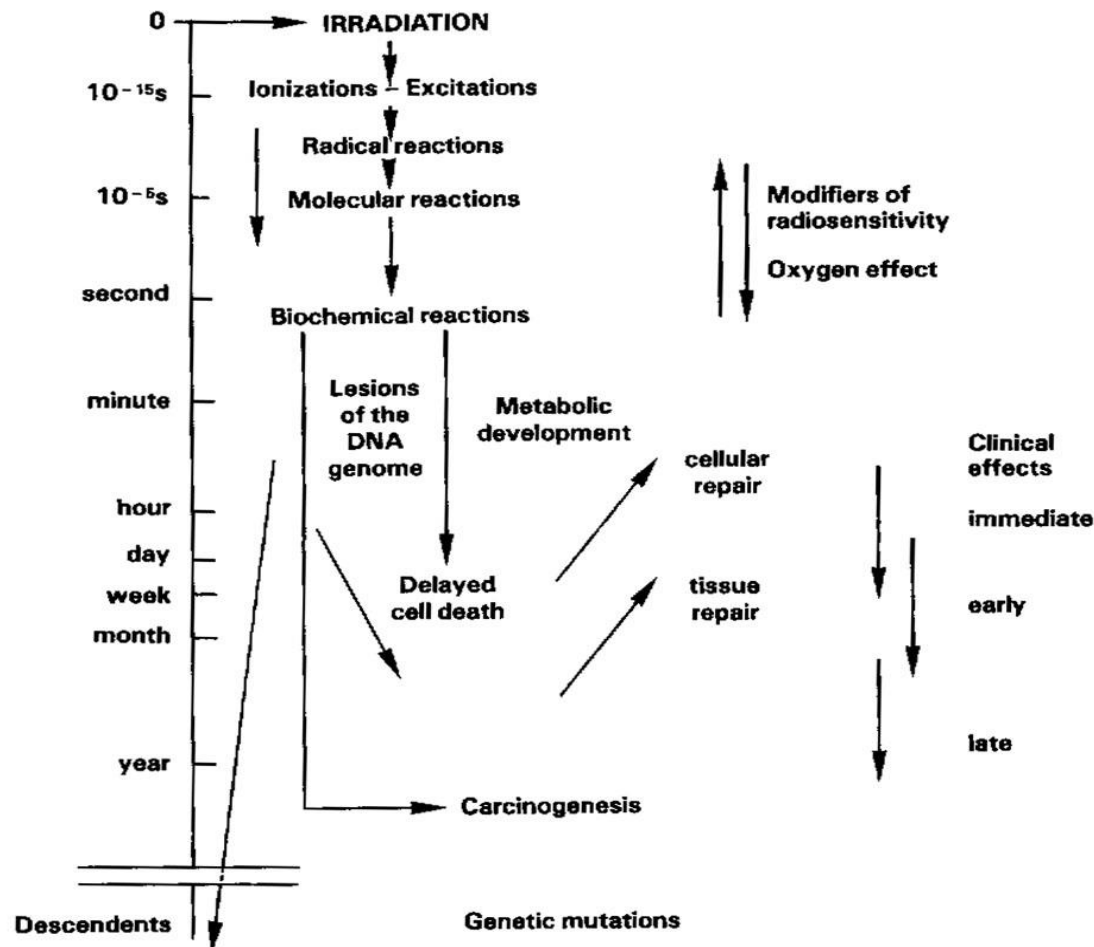 0
IRRADIATION
10⁻¹⁵s
Ionizations – Excitations
Radical reactions
10⁻⁵s
Molecular reactions
Modifiers of
radiosensitivity
Oxygen effect
second
Biochemical reactions
minute
Lesions
of the
DNA
genome
Metabolic
development
cellular
repair
Clinical
effects
hour
immediate
day
week
Delayed
cell death
tissue
repair
early
month
late
year
Carcinogenesis
Descendents
Genetic mutations